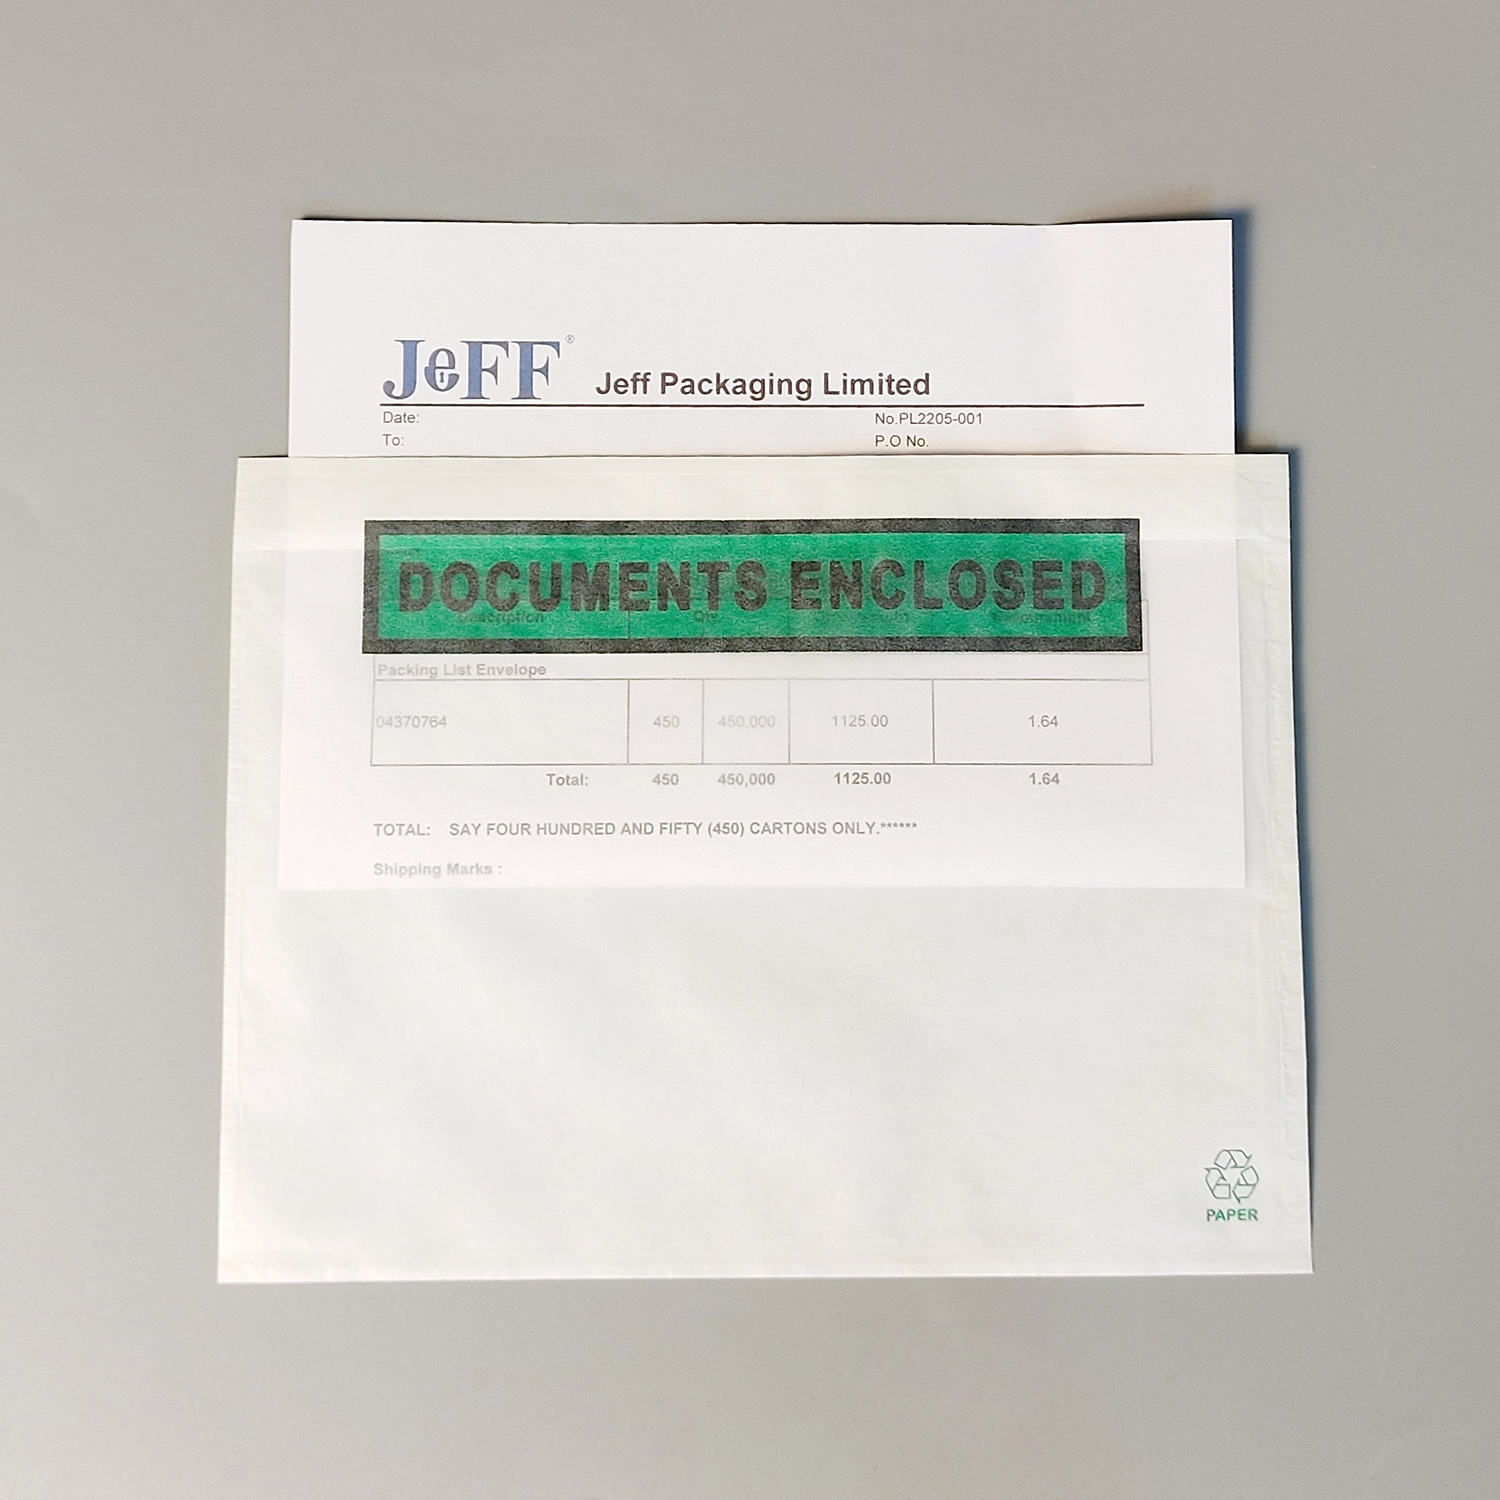 JeFF®
Jeff Packaging Limited
Date: No.PL2205-001
To: P.O No.
DOCUMENTS ENCLOSED
Description Qty
Packing List Envelope
04370764 450 450,000 1125.00 1.64
Total: 450 450,000 1125.00 1.64
TOTAL: SAY FOUR HUNDRED AND FIFTY (450) CARTONS ONLY.******
Shipping Marks :
PAPER